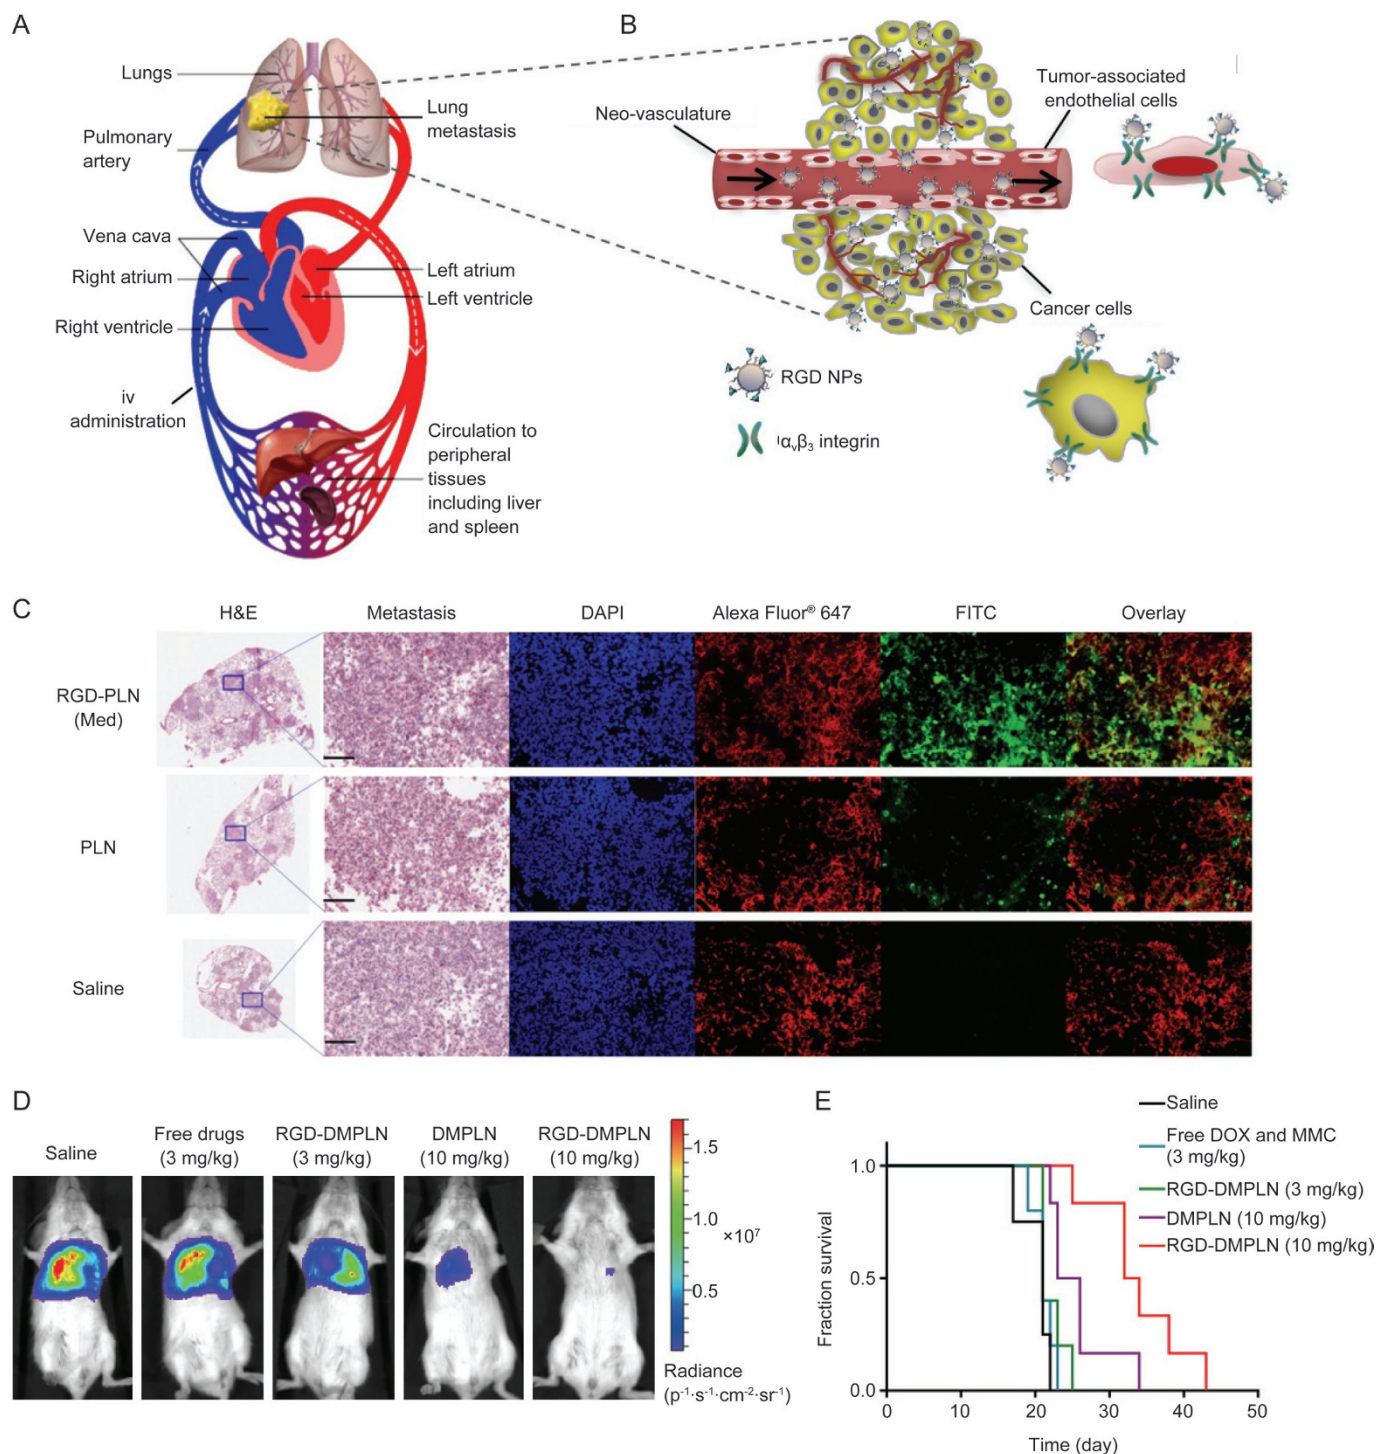 A
Lungs
Lung
metastasis
Pulmonary
artery
Vena cava
Right atrium
Left atrium
Left ventricle
Right ventricle
iv
administration
Circulation to
peripheral
tissues
including liver
and spleen
B
Neo-vasculature
Tumor-associated
endothelial cells
Cancer cells
RGD NPs
αvβ3 integrin
C
H&E Metastasis DAPI Alexa Fluor® 647 FITC Overlay
RGD-PLN
(Med)
PLN
Saline
D
Saline
Free drugs
(3 mg/kg)
RGD-DMPLN
(3 mg/kg)
DMPLN
(10 mg/kg)
RGD-DMPLN
(10 mg/kg)
1.5
1.0
×10⁷
0.5
Radiance
(p⁻¹·s⁻¹·cm⁻²·sr⁻¹)
E
Saline
Free DOX and MMC
(3 mg/kg)
RGD-DMPLN (3 mg/kg)
DMPLN (10 mg/kg)
RGD-DMPLN (10 mg/kg)
Fraction survival
1.0
0.5
0.0
0 10 20 30 40 50
Time (day)